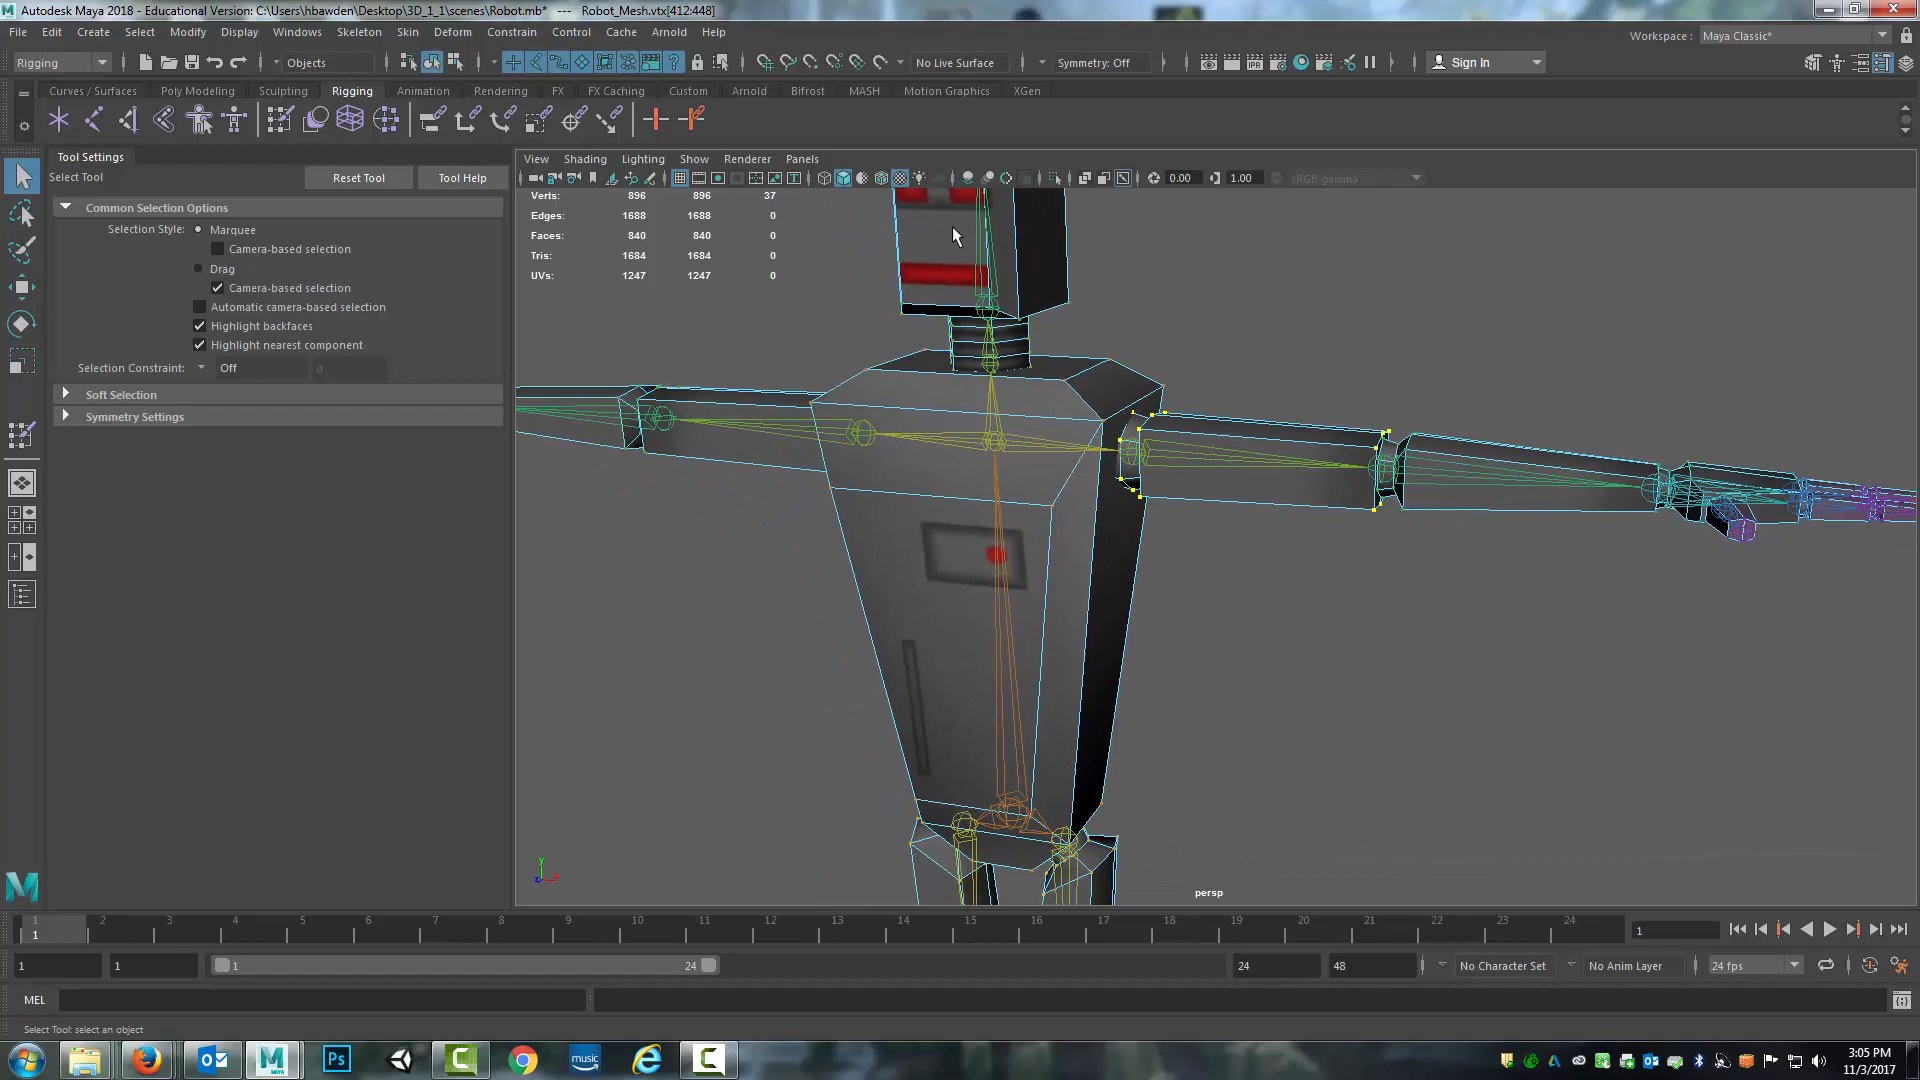 Autodesk Maya 2018 - Educational Version: C:\Users\hbawden\Desktop\3D_1_1\scenes\Robot.mb* --- Robot_Mesh.vtx[412:448]
File Edit Create Select Modify Display Windows Skeleton Skin Deform Constrain Control Cache Arnold Help
Workspace : Maya Classic*
Rigging Objects No Live Surface Symmetry: Off Sign In
Curves / Surfaces Poly Modeling Sculpting Rigging Animation Rendering FX FX Caching Custom Arnold Bifrost MASH Motion Graphics XGen
Tool Settings
Select Tool Reset Tool Tool Help
Common Selection Options
Selection Style: Marquee
Camera-based selection
Drag
Camera-based selection
Automatic camera-based selection
Highlight backfaces
Highlight nearest component
Selection Constraint: Off 0
Soft Selection
Symmetry Settings
View Shading Lighting Show Renderer Panels
0.00 1.00 sRGB gamma
Verts: 896 896 37
Edges: 1688 1688 0
Faces: 840 840 0
Tris: 1684 1684 0
UVs: 1247 1247 0
persp
1 2 3 4 5 6 7 8 9 10 11 12 13 14 15 16 17 18 19 20 21 22 23 24
1 1
1 1 1 24 24 48 No Character Set No Anim Layer 24 fps
MEL
Select Tool: select an object
Ps music
3:05 PM
11/3/2017